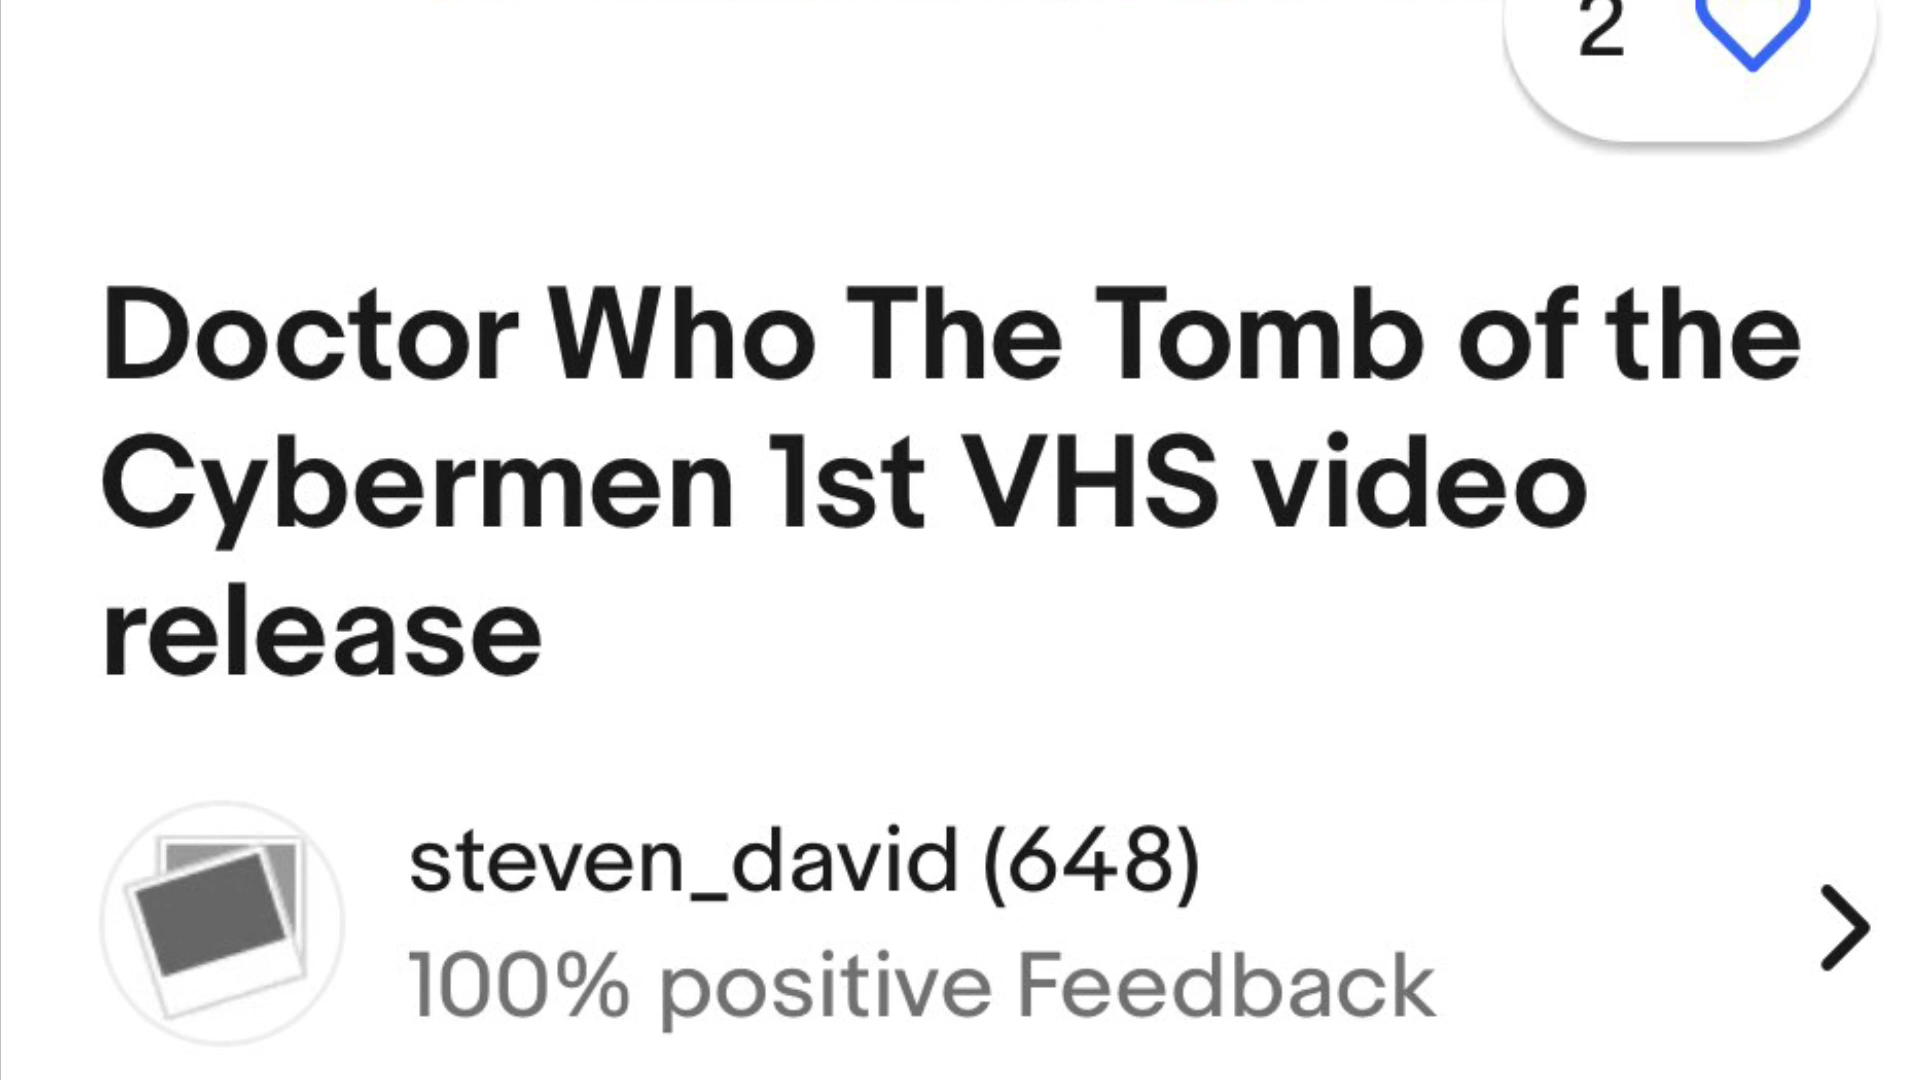 2
Doctor Who The Tomb of the
Cybermen 1st VHS video
release
steven_david (648)
100% positive Feedback